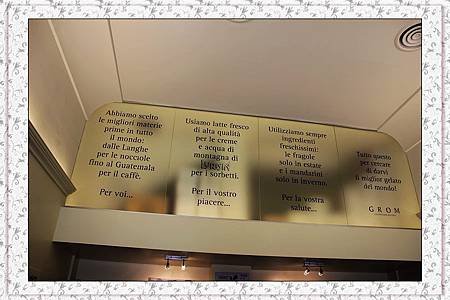 Abbiamo scelto
le migliori materie
prime in tutto
il mondo:
dalle Langhe
per le nocciole
fino al Guatemala
per il caffè.
Per voi...
Usiamo latte fresco
di alta qualità
per le creme
e acqua di
montagna di
per i sorbetti.
Per il vostro
piacere...
Utilizziamo sempre
ingredienti
freschissimi:
le fragole
solo in estate
e i mandarini
solo in inverno.
Per la vostra
salute...
Tutto questo
per cercare
di darvi
il miglior gelato
del mondo!
GROM